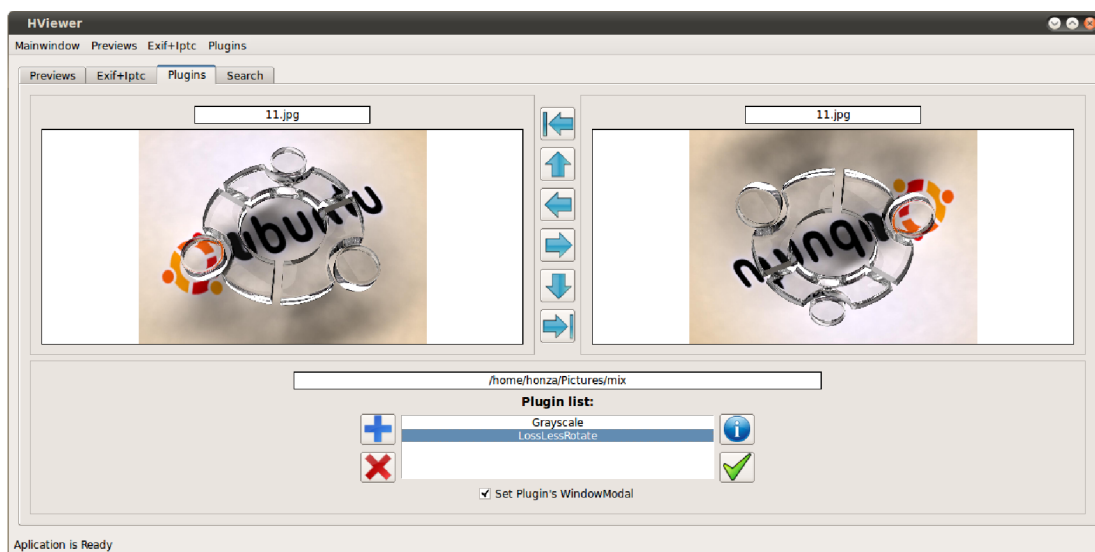 HViewer
Mainwindow Previews Exif+Iptc Plugins
Previews Exif+Iptc Plugins Search
11.jpg
11.jpg
ubuntu
ubuntu
/home/honza/Pictures/mix
Plugin list:
Grayscale
LossLessRotate
Set Plugin's WindowModal
Aplication is Ready